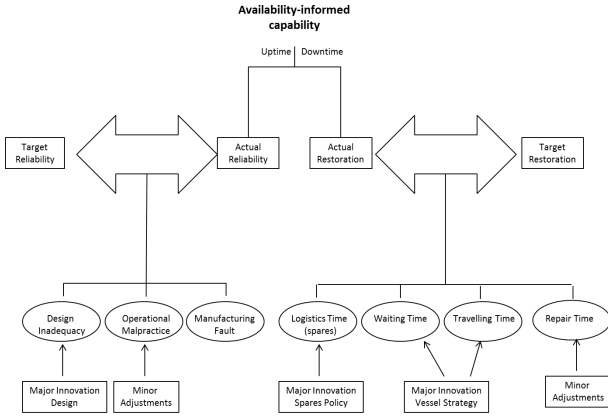 Availability-informed
capability
Uptime Downtime
Target
Reliability
Actual
Reliability
Actual
Restoration
Target
Restoration
Design
Inadequacy
Operational
Malpractice
Manufacturing
Fault
Logistics Time
(spares)
Waiting Time
Travelling Time
Repair Time
Major Innovation
Design
Minor
Adjustments
Major Innovation
Spares Policy
Major Innovation
Vessel Strategy
Minor
Adjustments